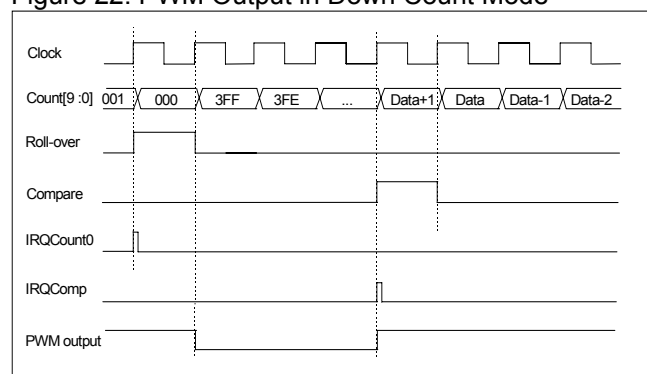 Figure 22. PWM Output in Down Count Mode
Clock
Count[9 :0] 001 000 3FF 3FE ... Data+1 Data Data-1 Data-2
Roll-over
Compare
IRQCount0
IRQComp
PWM output